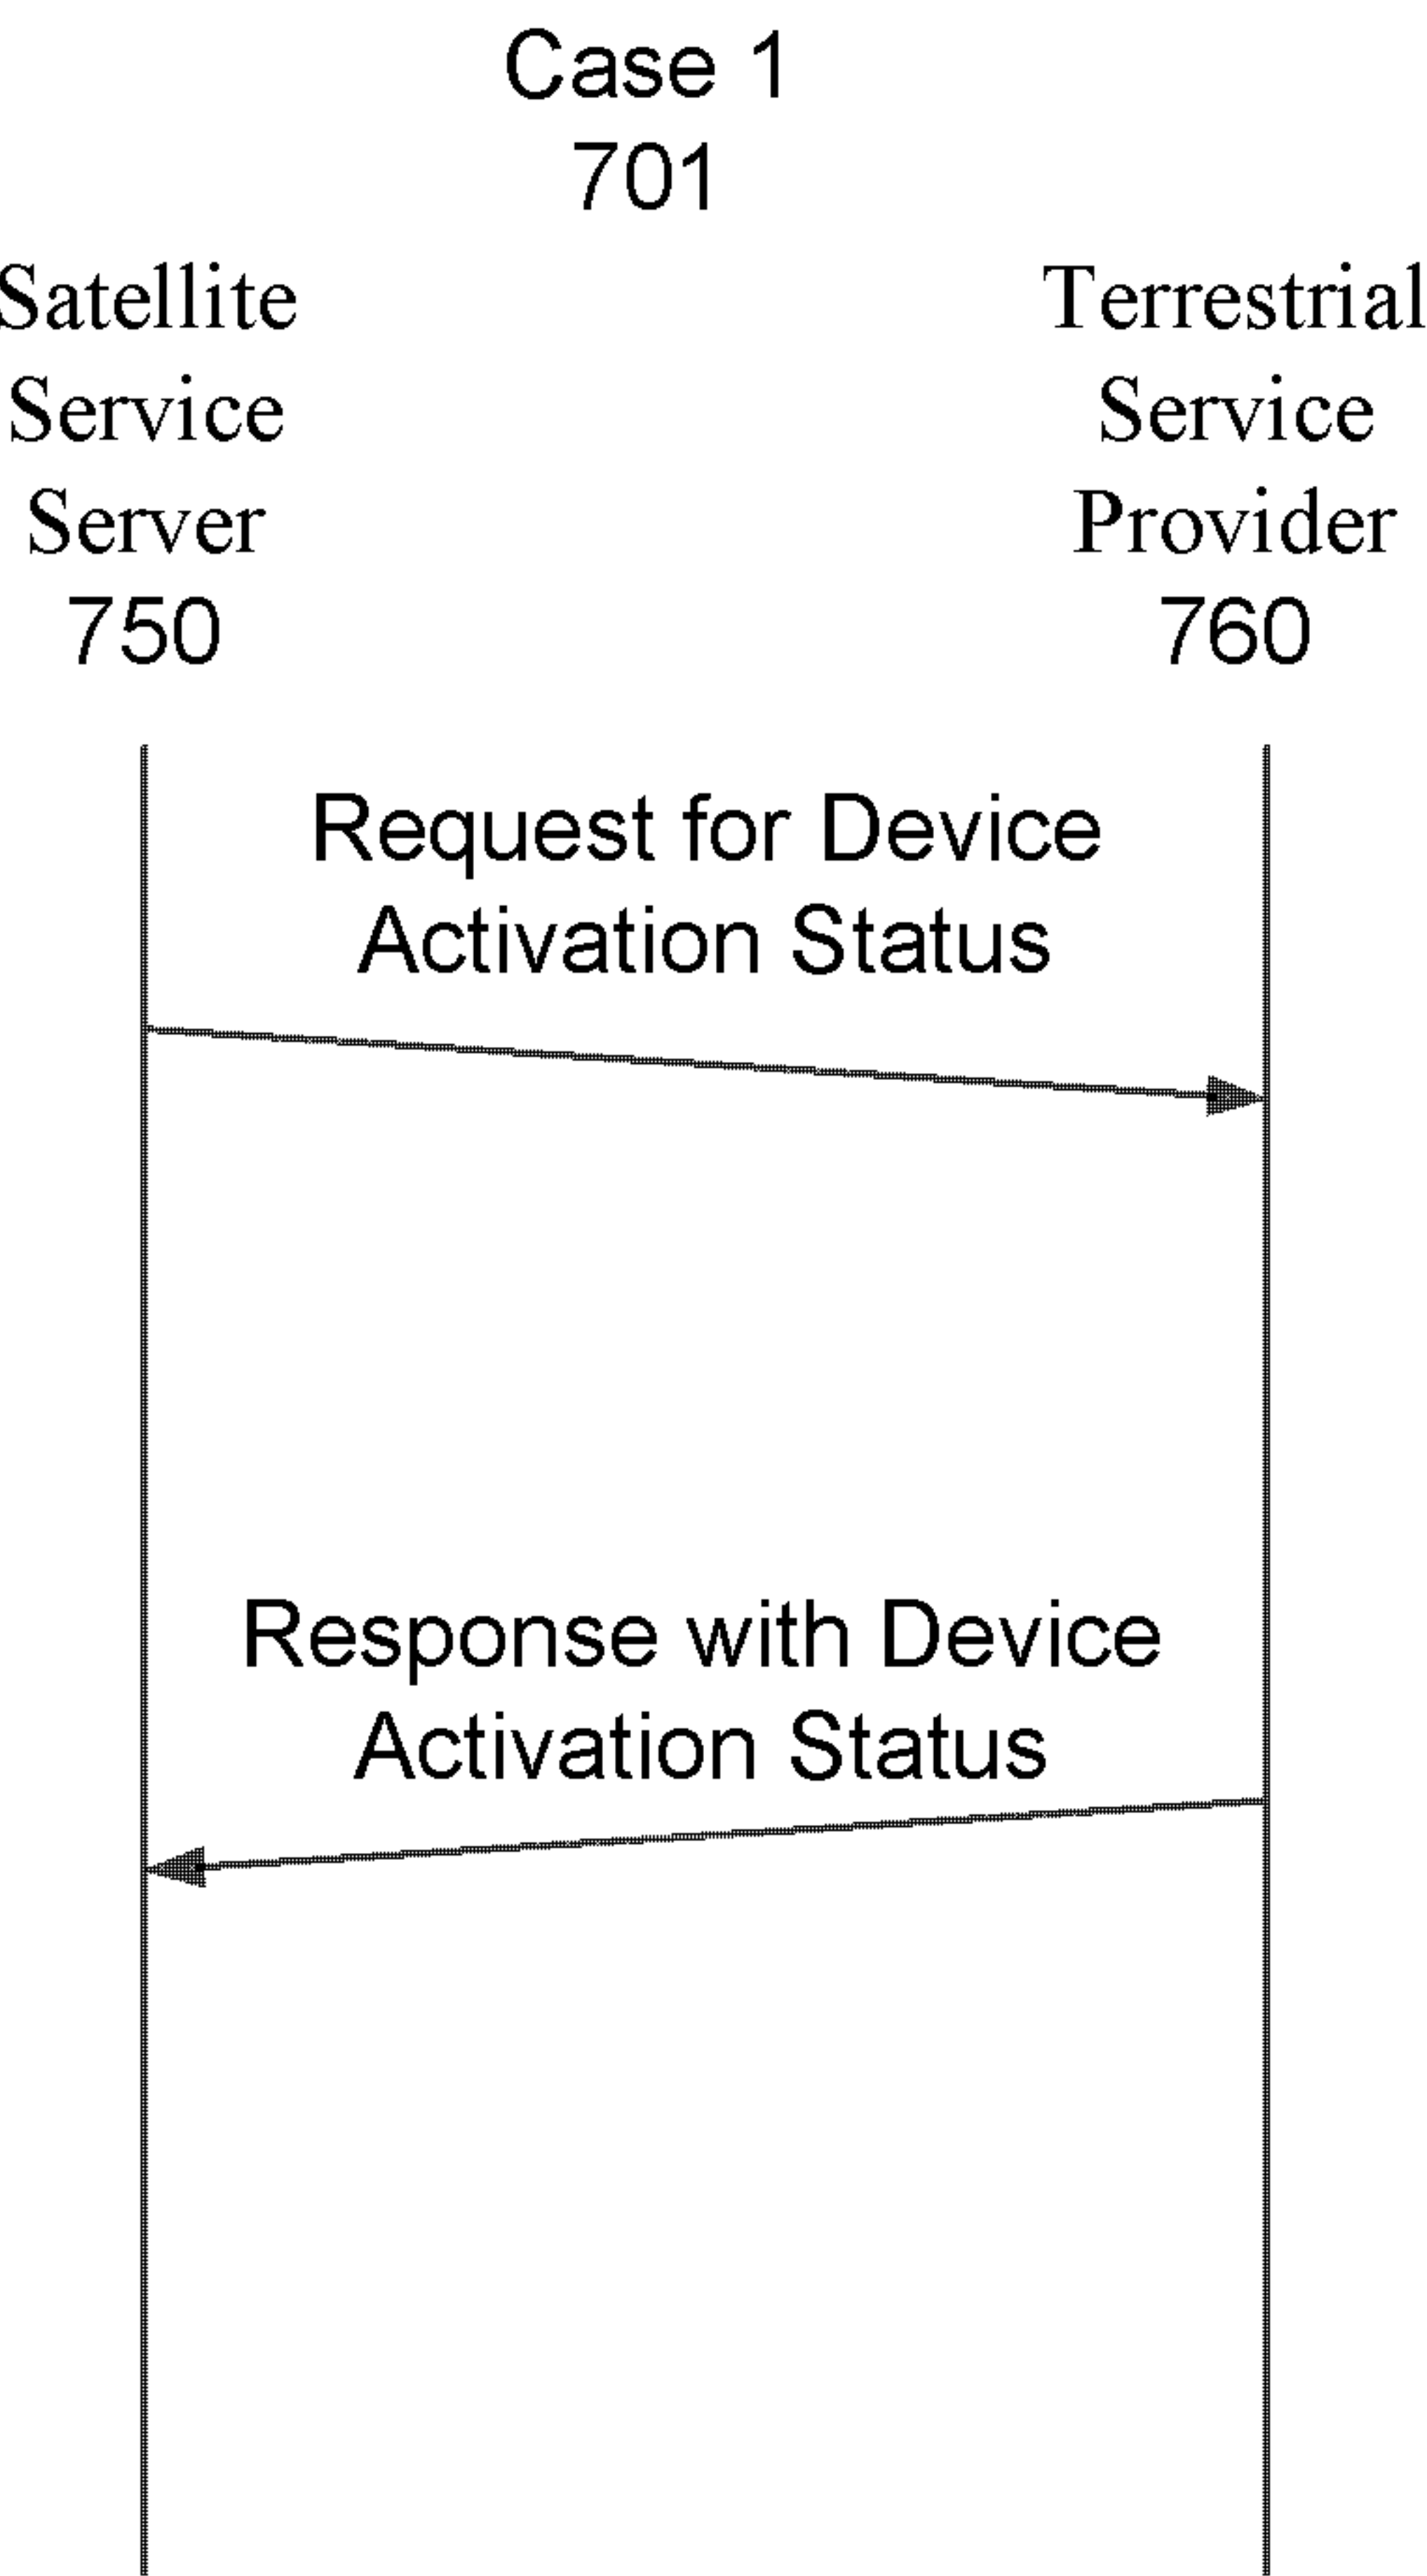 Case 1
701
Satellite
Service
Server
750
Terrestrial
Service
Provider
760
Request for Device
Activation Status
Response with Device
Activation Status